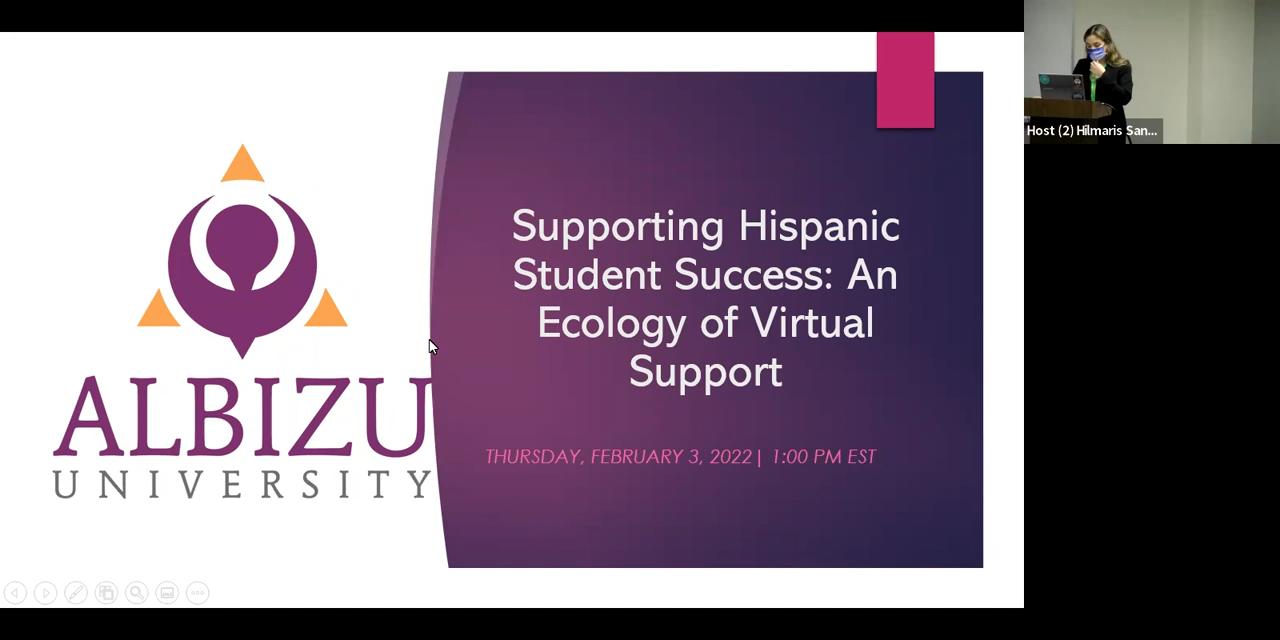 Supporting Hispanic
Student Success: An
Ecology of Virtual
Support
THURSDAY, FEBRUARY 3, 2022 | 1:00 PM EST
ALBIZU
UNIVERSITY
Host (2) Hilmaris San...